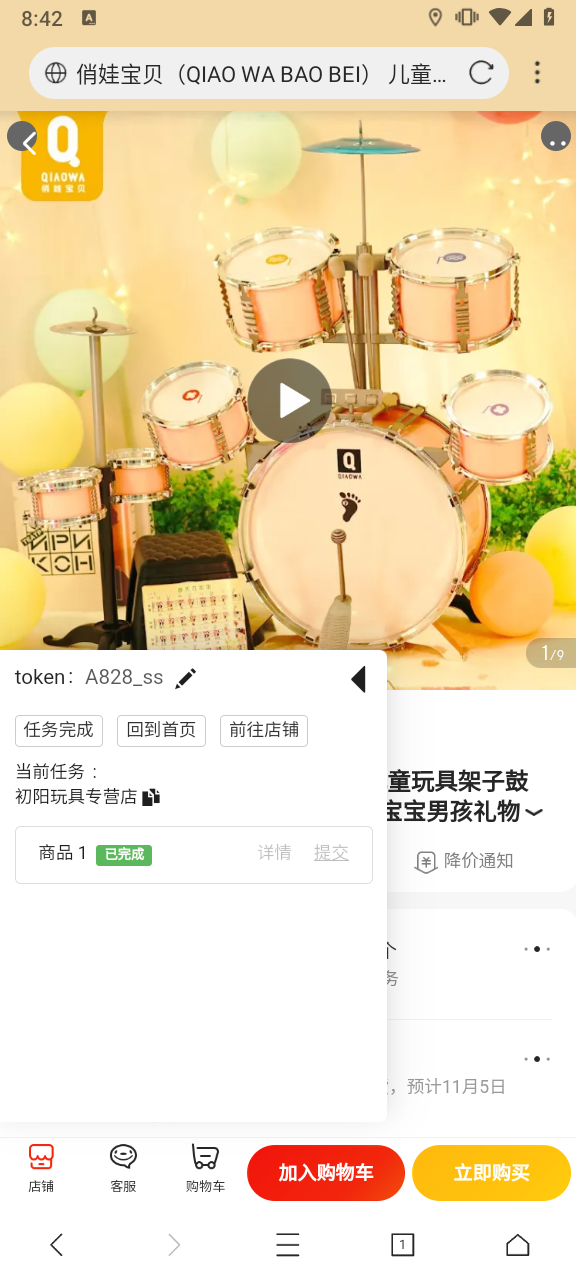 8:42
俏娃宝贝（QIAO WA BAO BEI） 儿童...
Q
QIAOWA
俏娃宝贝
Q
QIAOWA
1/9
token： A828_ss
任务完成
回到首页
前往店铺
当前任务：
初阳玩具专营店
商品 1 已完成 详情 提交
童玩具架子鼓
宝宝男孩礼物
降价通知
个
务
，预计11月5日
店铺
客服
购物车
加入购物车
立即购买
1